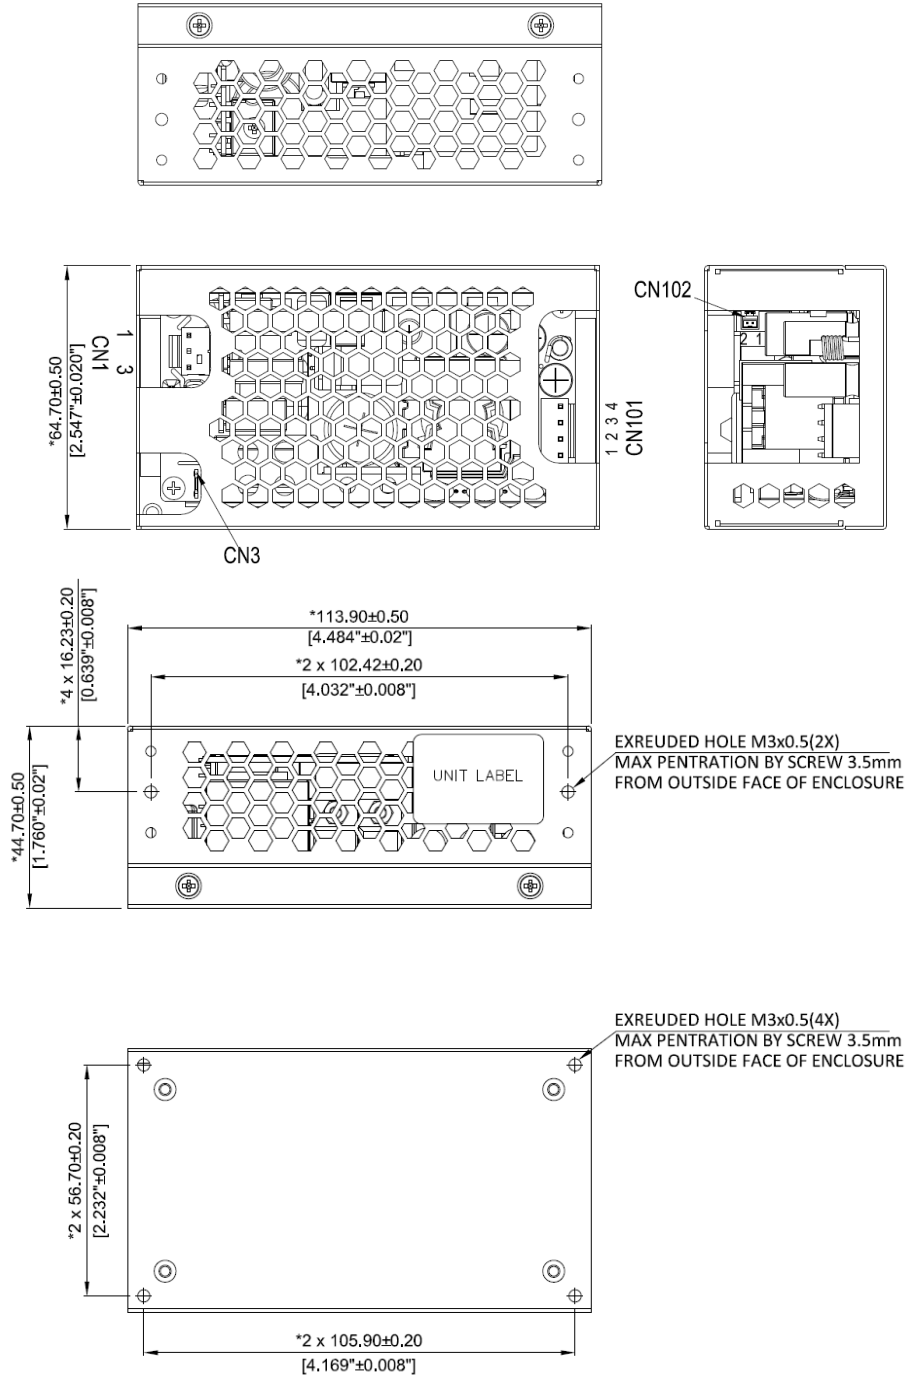 CN102
2 1
1 3
CN1
*64.70±0.50
[2.547"±0.020"]
1 2 3 4
CN101
CN3
*4 x 16.23±0.20
[0.639"±0.008"]
*113.90±0.50
[4.484"±0.02"]
*2 x 102.42±0.20
[4.032"±0.008"]
*44.70±0.50
[1.760"±0.02"]
UNIT LABEL
EXREUDED HOLE M3x0.5(2X)
MAX PENTRATION BY SCREW 3.5mm
FROM OUTSIDE FACE OF ENCLOSURE
EXREUDED HOLE M3x0.5(4X)
MAX PENTRATION BY SCREW 3.5mm
FROM OUTSIDE FACE OF ENCLOSURE
*2 x 56.70±0.20
[2.232"±0.008"]
*2 x 105.90±0.20
[4.169"±0.008"]